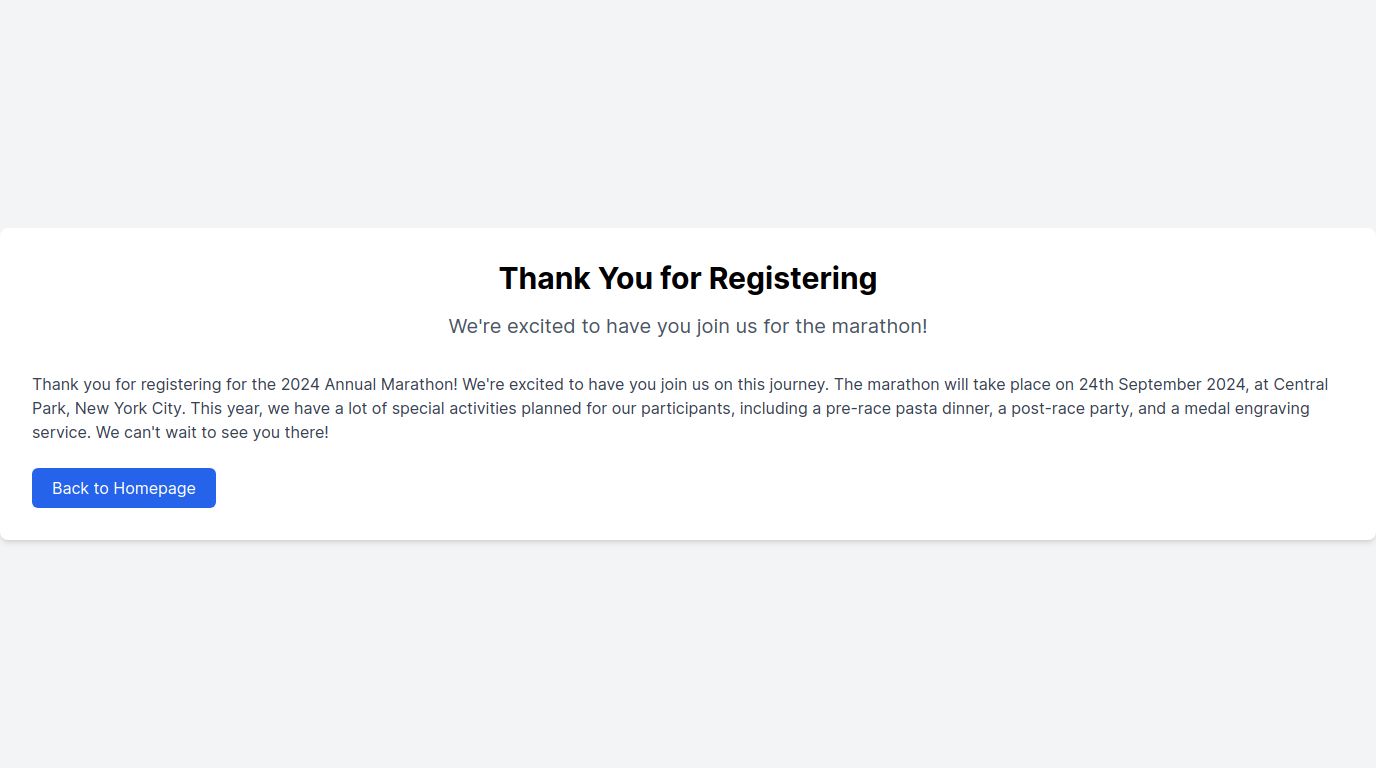 Thank You for Registering
We're excited to have you join us for the marathon!
Thank you for registering for the 2024 Annual Marathon! We're excited to have you join us on this journey. The marathon will take place on 24th September 2024, at Central
Park, New York City. This year, we have a lot of special activities planned for our participants, including a pre-race pasta dinner, a post-race party, and a medal engraving
service. We can't wait to see you there!
Back to Homepage